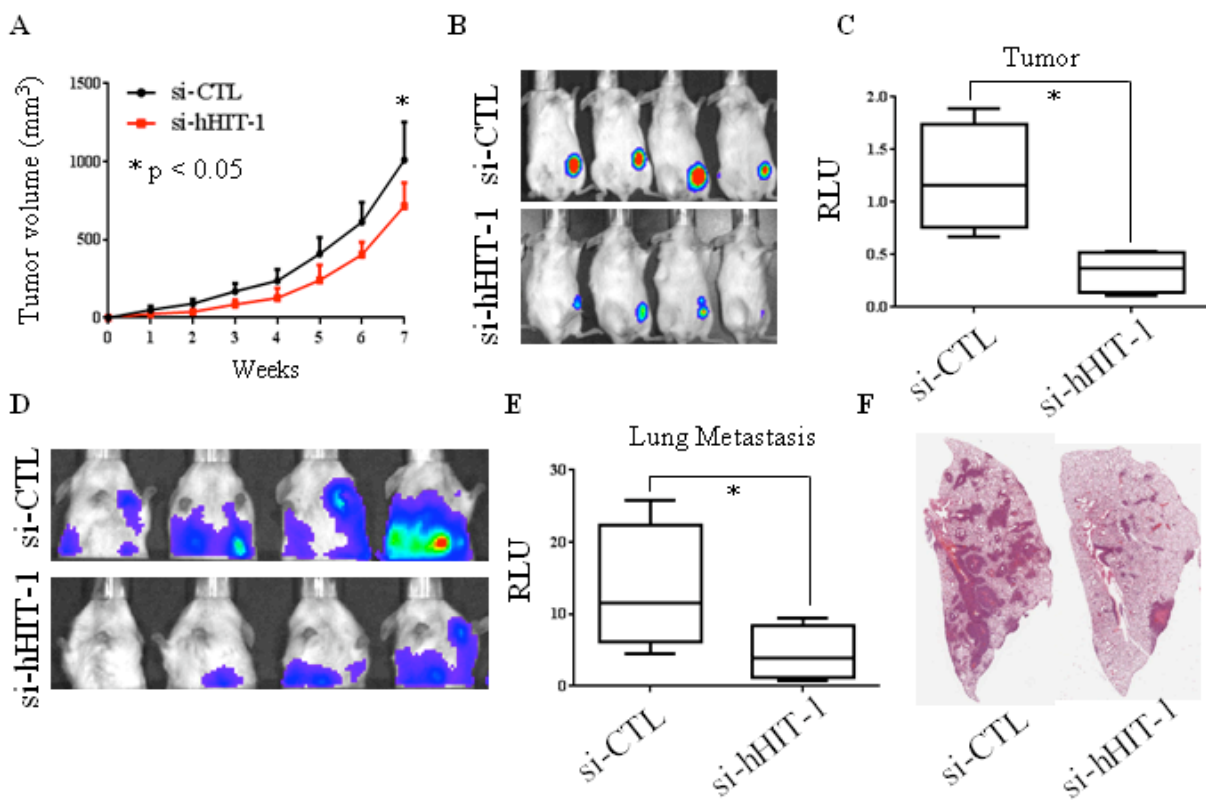 A
Tumor volume (mm³)
1500
1000
500
0
si-CTL
si-hHIT-1
* p < 0.05
*
0 1 2 3 4 5 6 7
Weeks
B
si-CTL
si-hHIT-1
C
Tumor
*
RLU
2.0
1.5
1.0
0.5
0.0
si-CTL
si-hHIT-1
D
si-CTL
si-hHIT-1
E
Lung Metastasis
*
RLU
30
20
10
0
si-CTL
si-hHIT-1
F
si-CTL
si-hHIT-1